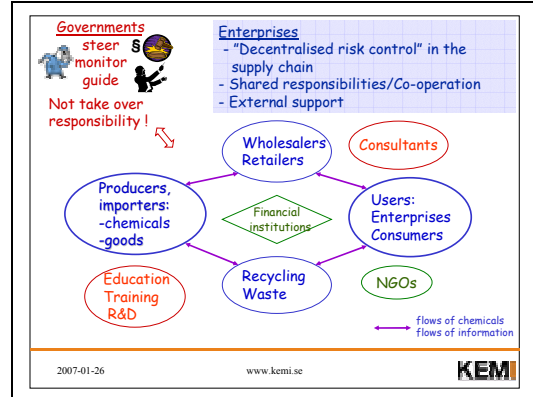 Governments
steer
monitor
guide
§
Not take over
responsibility !
Enterprises
- "Decentralised risk control" in the
supply chain
- Shared responsibilities/Co-operation
- External support
Wholesalers
Retailers
Consultants
Producers,
importers:
-chemicals
-goods
Financial
institutions
Users:
Enterprises
Consumers
Education
Training
R&D
Recycling
Waste
NGOs
flows of chemicals
flows of information
2007-01-26
www.kemi.se
KEMI